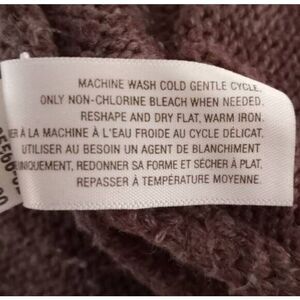 MACHINE WASH COLD GENTLE CYCLE,
ONLY NON-CHLORINE BLEACH WHEN NEEDED.
RESHAPE AND DRY FLAT, WARM IRON.
ER À LA MACHINE À L'EAU FROIDE AU CYCLE DÉLICAT,
UTILISER AU BESOIN UN AGENT DE BLANCHIMENT
UNIQUEMENT, REDONNER SA FORME ET SÉCHER À PLAT,
REPASSER À TEMPÉRATURE MOYENNE.